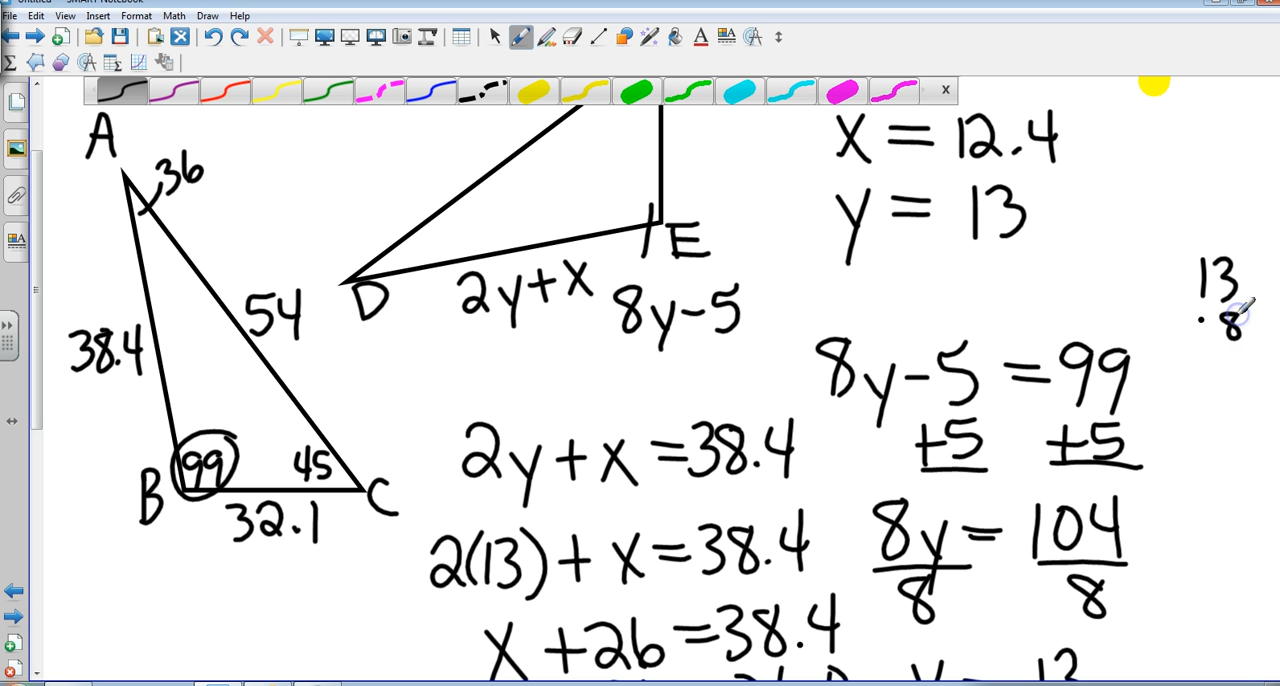 File Edit View Insert Format Math Draw Help
x
A
36
54
38.4
B
99
45
C
32.1
D
E
2y+x
8y-5
x = 12.4
y = 13
13
· 8
8y-5 = 99
+5 +5
8y = 104
8 8
2y+x = 38.4
2(13) + x = 38.4
x + 26 = 38.4